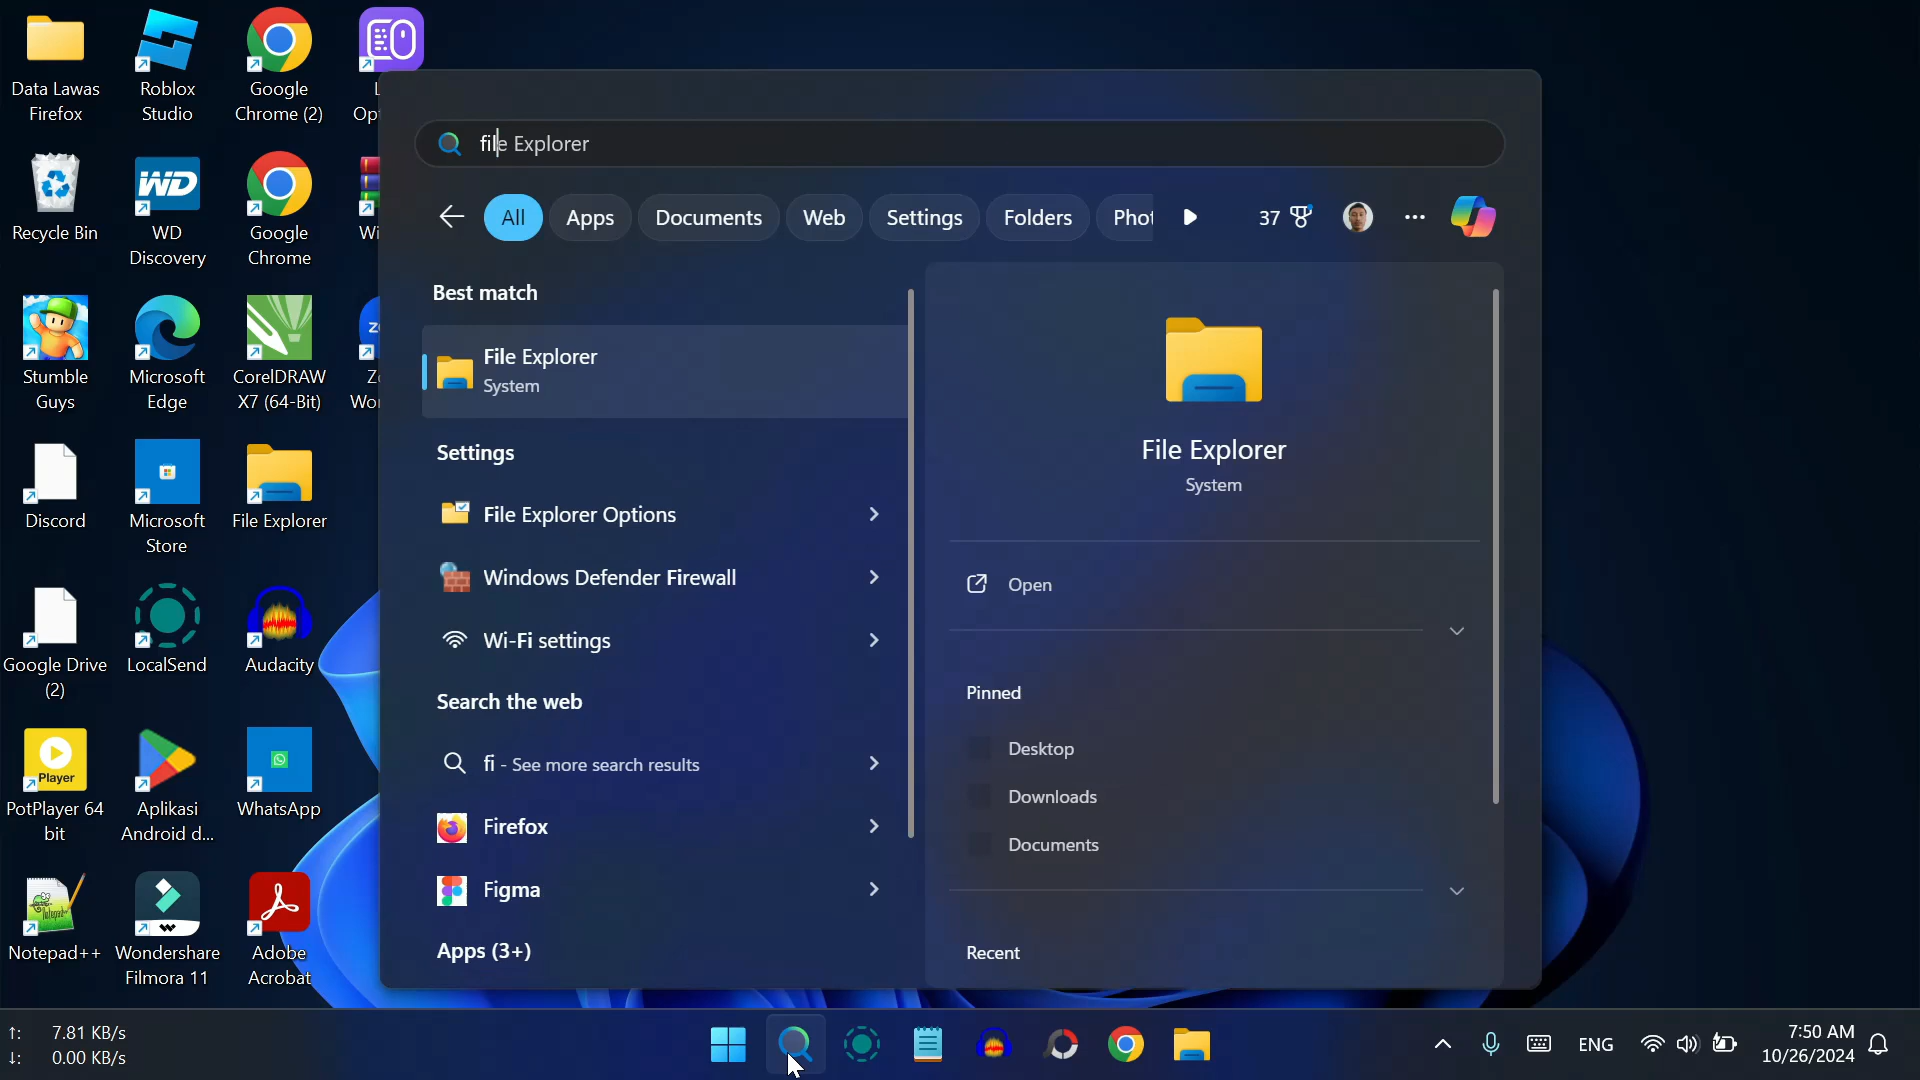 Data Lawas
Firefox
Roblox
Studio
Google
Chrome (2)
Recycle Bin
WD
WD
Discovery
Google
Chrome
Stumble
Guys
Microsoft
Edge
CorelDRAW
X7 (64-Bit)
Discord
Microsoft
Store
File Explorer
Google Drive
(2)
LocalSend
Audacity
Player
PotPlayer 64
bit
Aplikasi
Android d...
WhatsApp
Notepad++
Wondershare
Filmora 11
Adobe
Acrobat
file Explorer
All
Apps
Documents
Web
Settings
Folders
37
Best match
File Explorer
System
Settings
File Explorer Options
Windows Defender Firewall
Wi-Fi settings
Search the web
fi - See more search results
Firefox
Figma
Apps (3+)
File Explorer
System
Open
Pinned
Desktop
Downloads
Documents
Recent
↑: 7.81 KB/s
↓: 0.00 KB/s
ENG
7:50 AM
10/26/2024